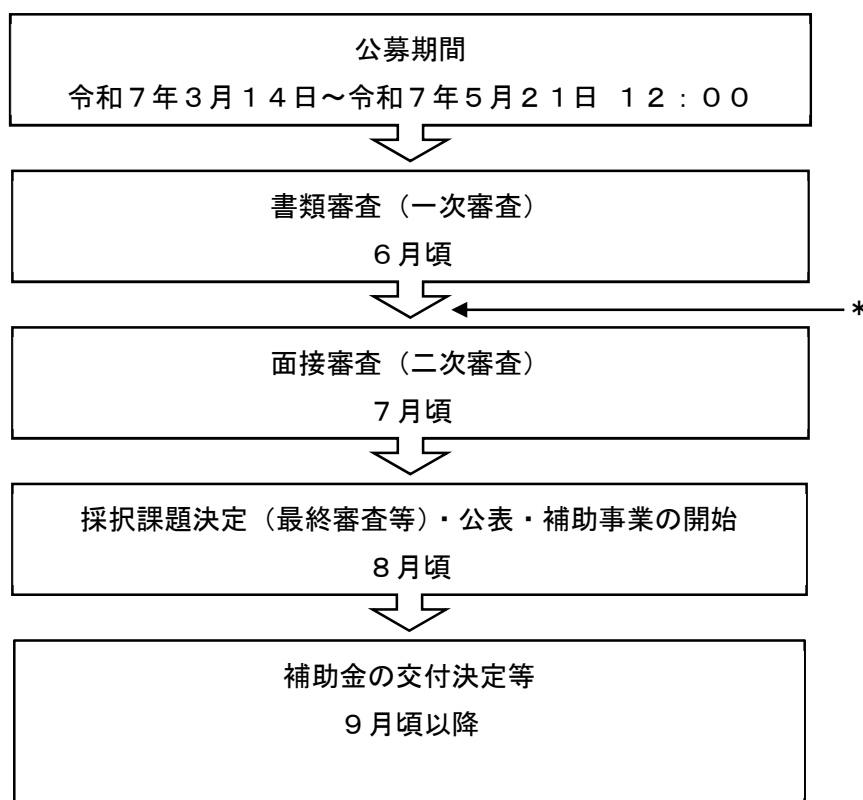 公募期間
令和７年３月１４日～令和７年５月２１日 １２：００
書類審査（一次審査）
６月頃
*
面接審査（二次審査）
７月頃
採択課題決定（最終審査等）・公表・補助事業の開始
８月頃
補助金の交付決定等
９月頃以降